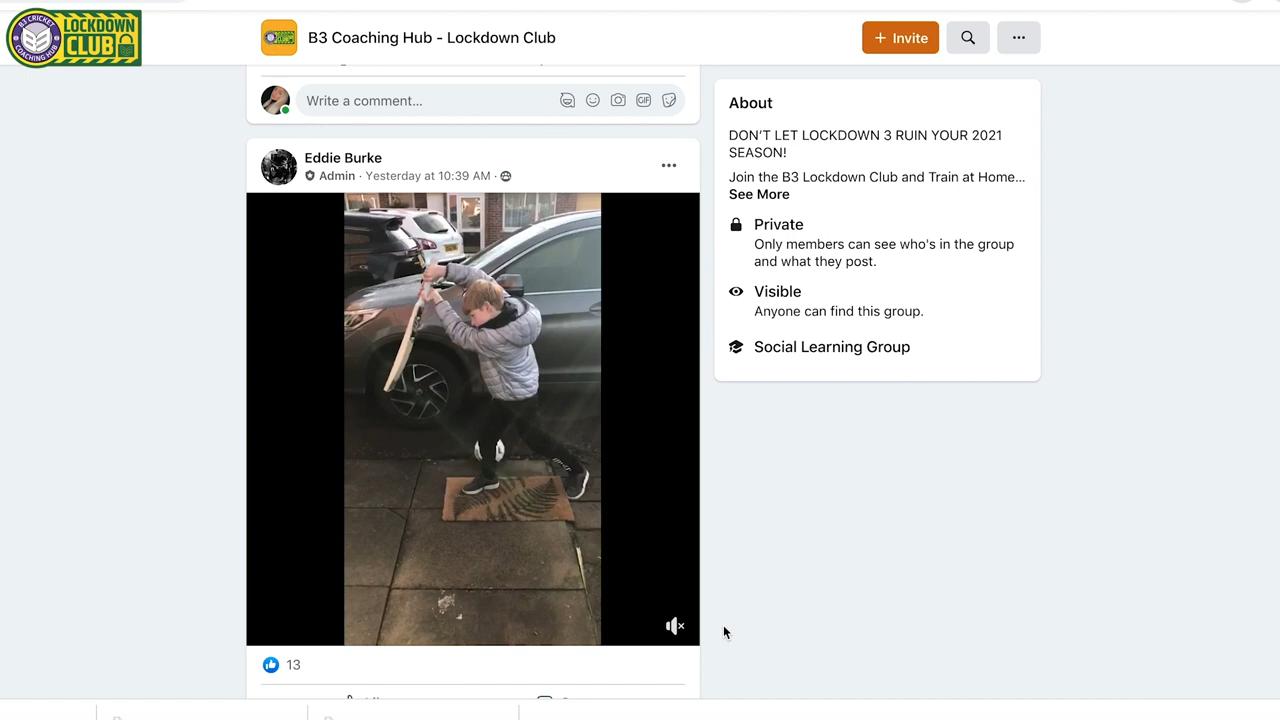 B3 CRICKET
COACHING HUB
LOCKDOWN
CLUB
B3 Coaching Hub - Lockdown Club
+ Invite
Write a comment...
GIF
Eddie Burke
Admin · Yesterday at 10:39 AM ·
13
About
DON'T LET LOCKDOWN 3 RUIN YOUR 2021
SEASON!
Join the B3 Lockdown Club and Train at Home...
See More
Private
Only members can see who's in the group
and what they post.
Visible
Anyone can find this group.
Social Learning Group